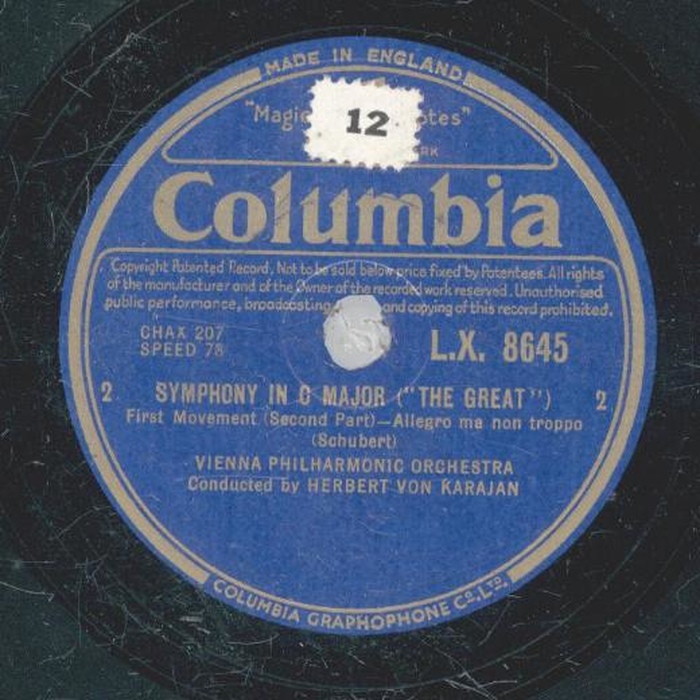 MADE IN ENGLAND
"Magic
12
Columbia
Copyright Patented Record. Not to be sold below price fixed by Patentees. All rights
of the manufacturer and of the Owner of the recorded work reserved. Unauthorised
public performance, broadcasting and copying of this record prohibited.
CHAX 207
SPEED 78
L.X. 8645
2 SYMPHONY IN C MAJOR ("THE GREAT") 2
First Movement (Second Part)—Allegro ma non troppo
(Schubert)
VIENNA PHILHARMONIC ORCHESTRA
Conducted by HERBERT VON KARAJAN
COLUMBIA GRAPHOPHONE CO. LTD.